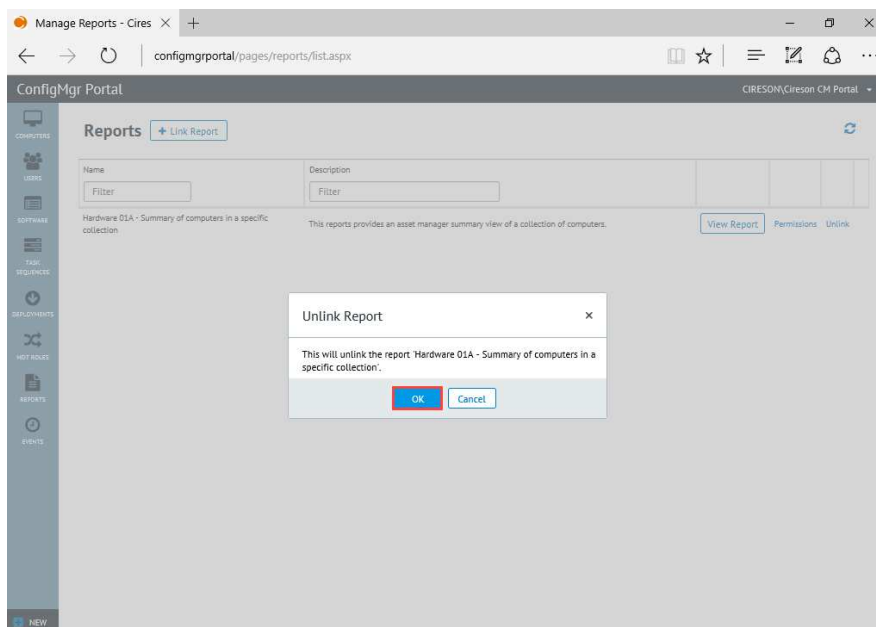 Manage Reports - Cires
configmgrportal/pages/reports/list.aspx
ConfigMgr Portal
CIRESON\Cireson CM Portal
COMPUTERS
USERS
SOFTWARE
TASK SEQUENCES
DEPLOYMENTS
HOT ROLES
REPORTS
EVENTS
NEW
Reports
+ Link Report
Name
Description
Filter
Filter
Hardware 01A - Summary of computers in a specific
collection
This reports provides an asset manager summary view of a collection of computers.
View Report
Permissions
Unlink
Unlink Report
This will unlink the report 'Hardware 01A - Summary of computers in a
specific collection'.
OK
Cancel